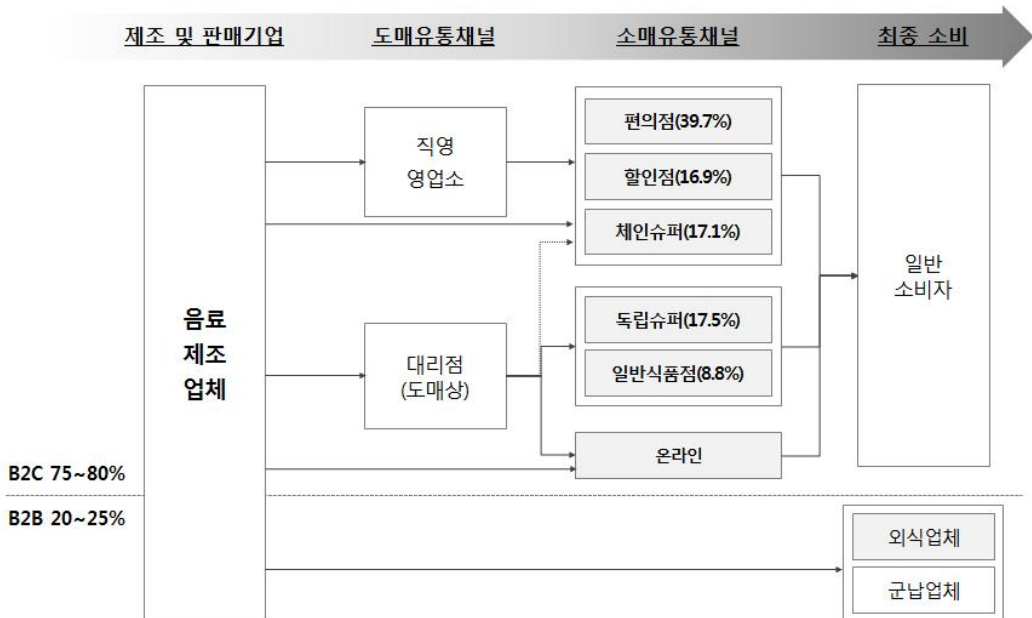 제조 및 판매기업
도매유통채널
소매유통채널
최종 소비
음료
제조
업체
직영
영업소
대리점
(도매상)
편의점(39.7%)
할인점(16.9%)
체인슈퍼(17.1%)
독립슈퍼(17.5%)
일반식품점(8.8%)
온라인
일반
소비자
B2C 75~80%
B2B 20~25%
외식업체
군납업체